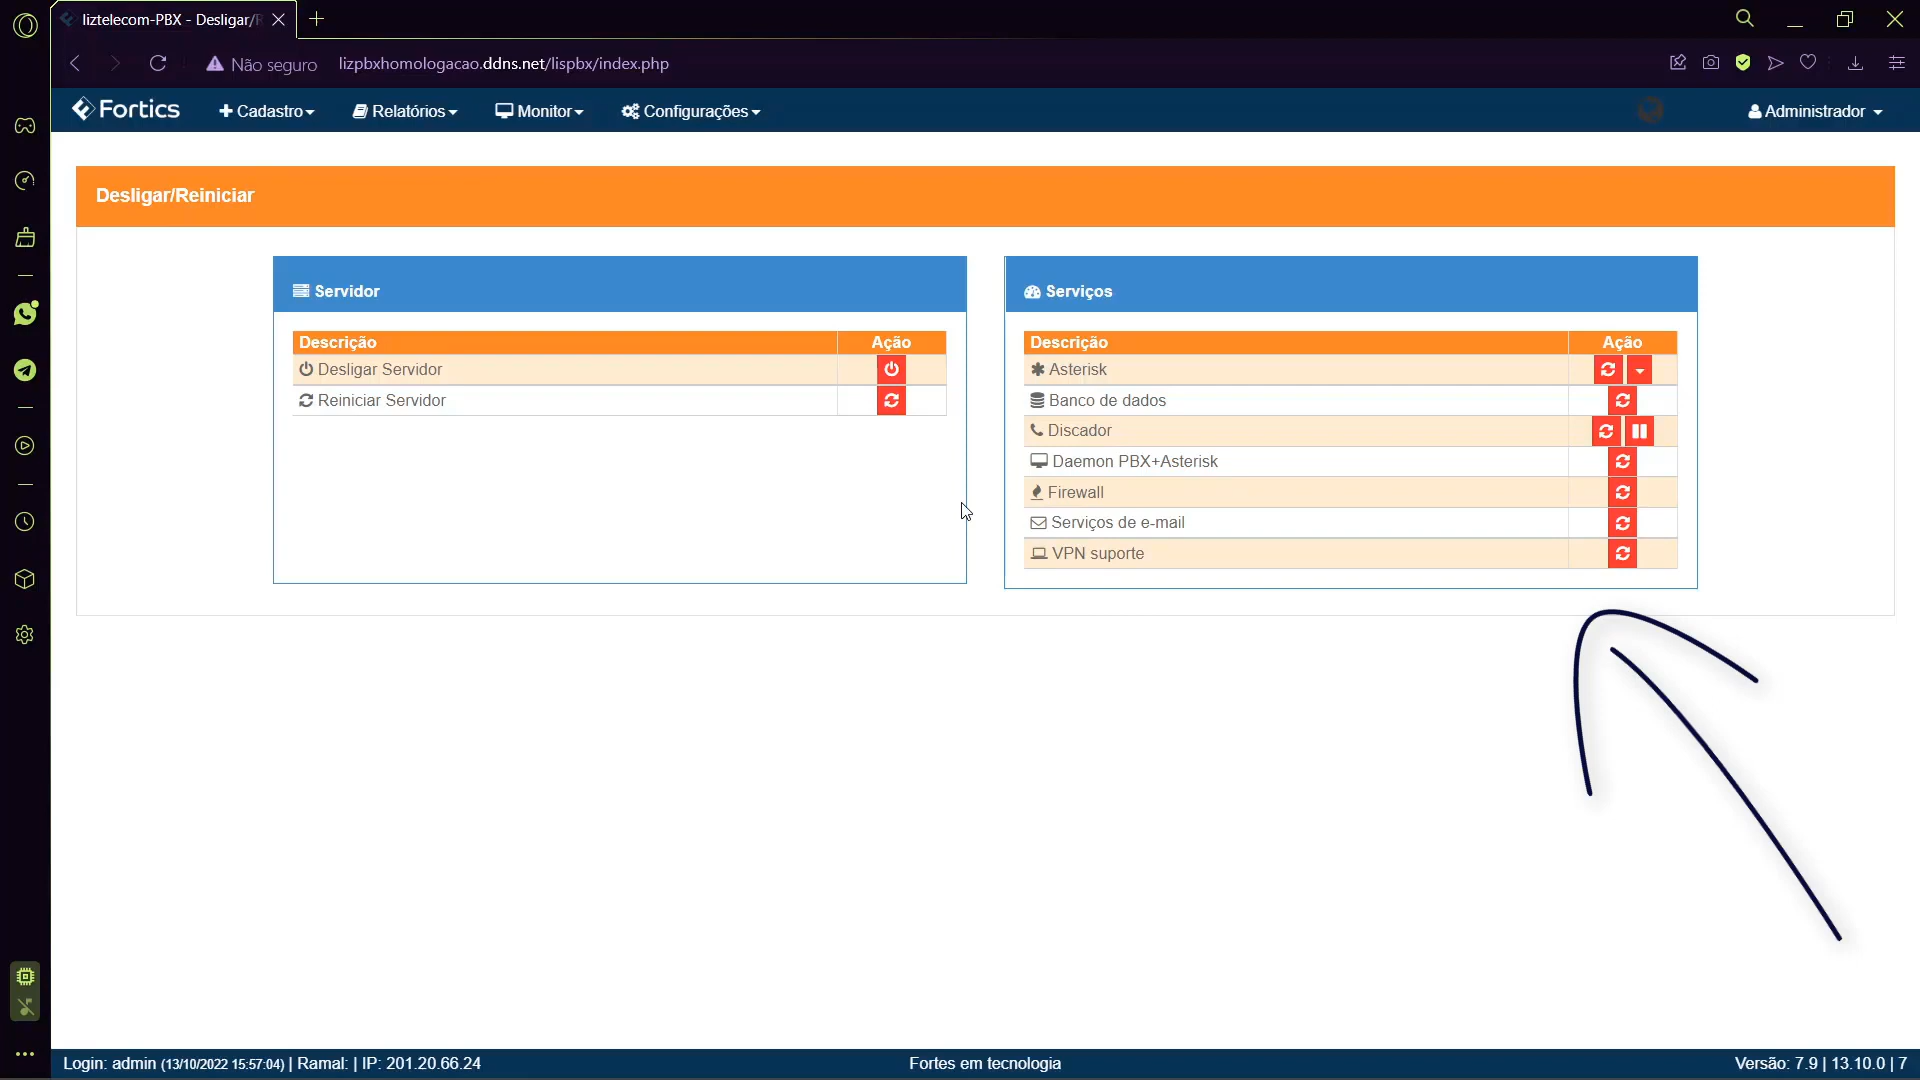 liztelecom-PBX - Desligar/R
Não seguro
lizpbxhomologacao.ddns.net/lispbx/index.php
Fortics
Cadastro
Relatórios
Monitor
Configurações
Administrador
Desligar/Reiniciar
Servidor
Descrição Ação
Desligar Servidor
Reiniciar Servidor
Serviços
Descrição Ação
Asterisk
Banco de dados
Discador
Daemon PBX+Asterisk
Firewall
Serviços de e-mail
VPN suporte
Login: admin (13/10/2022 15:57:04) | Ramal: | IP: 201.20.66.24
Fortes em tecnologia
Versão: 7.9 | 13.10.0 | 7